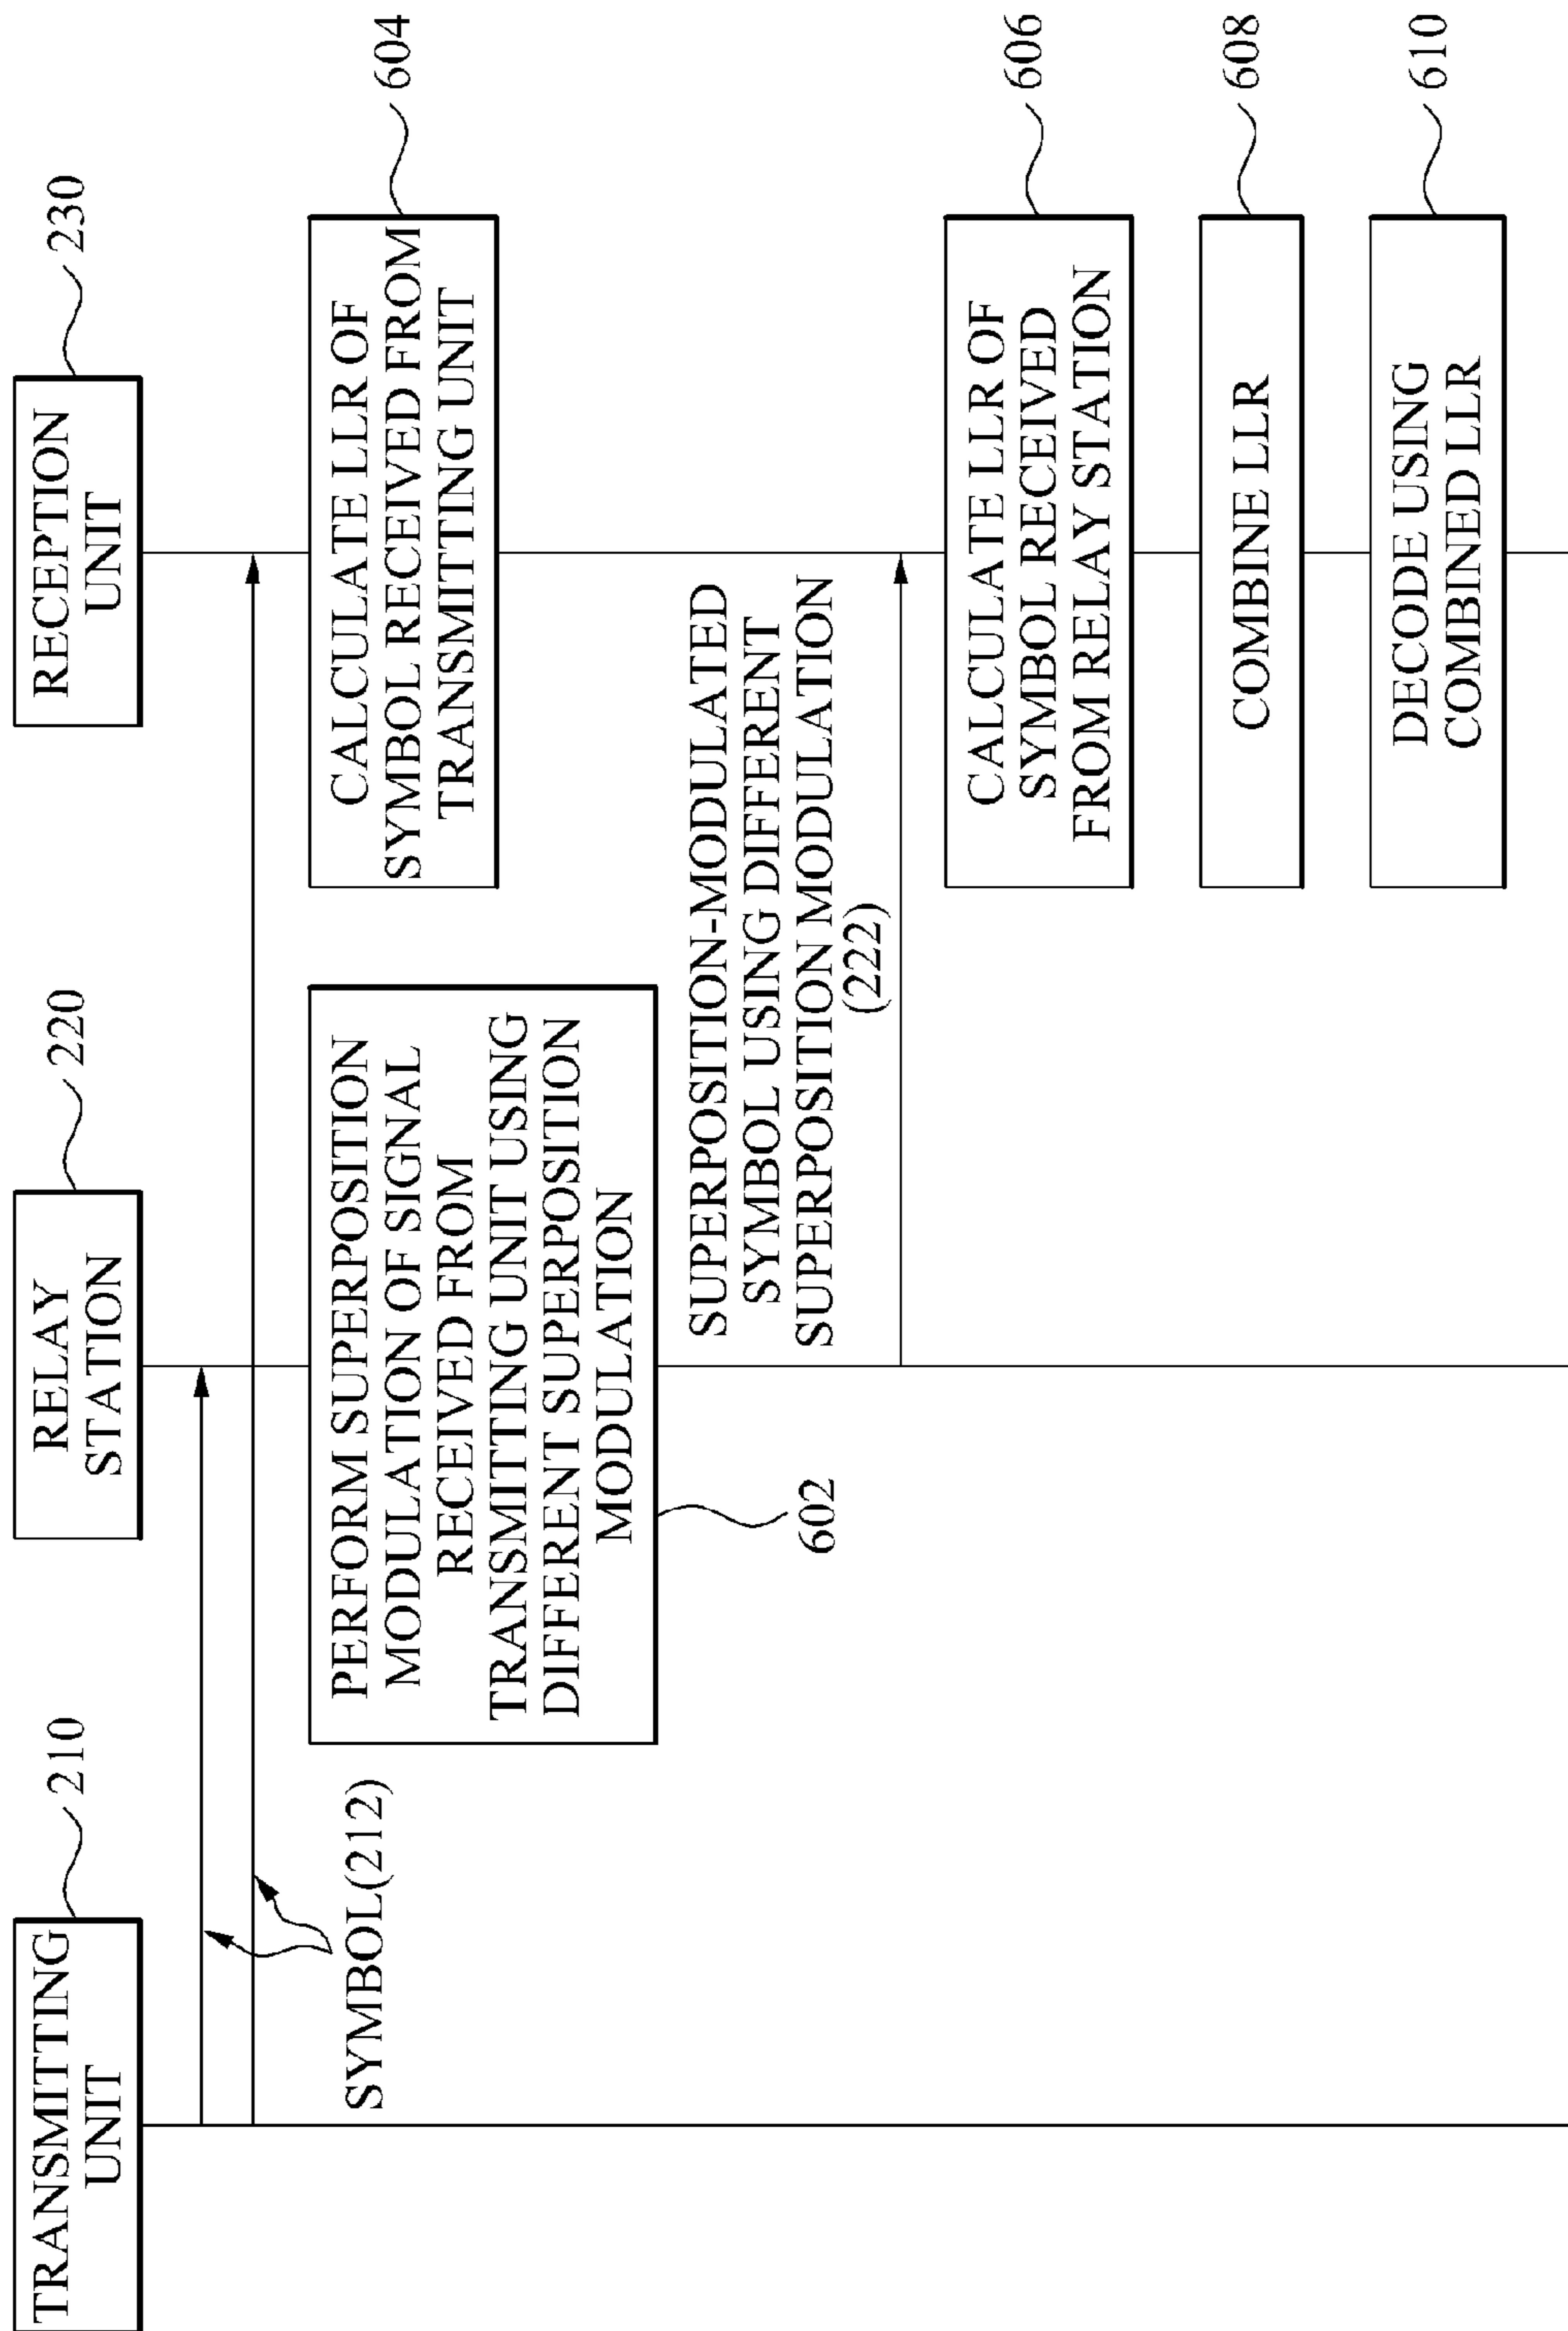 TRANSMITTING
UNIT
210
RELAY
STATION
220
RECEPTION
UNIT
230
SYMBOL(212)
PERFORM SUPERPOSITION
MODULATION OF SIGNAL
RECEIVED FROM
TRANSMITTING UNIT USING
DIFFERENT SUPERPOSITION
MODULATION
602
CALCULATE LLR OF
SYMBOL RECEIVED FROM
TRANSMITTING UNIT
604
SUPERPOSITION-MODULATED
SYMBOL USING DIFFERENT
SUPERPOSITION MODULATION
(222)
CALCULATE LLR OF
SYMBOL RECEIVED
FROM RELAY STATION
606
COMBINE LLR
608
DECODE USING
COMBINED LLR
610